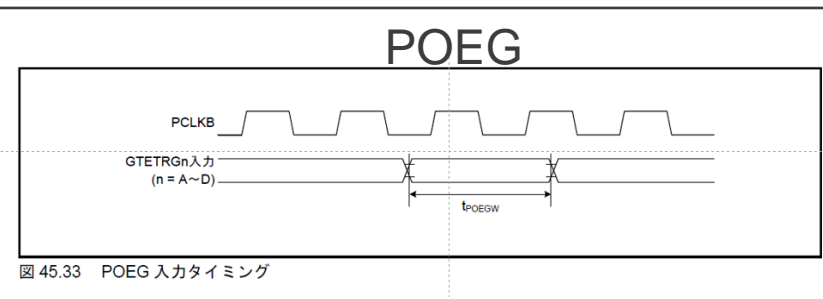 POEG
PCLKB
GTETRGn入力
(n = A～D)
tPOEGW
図 45.33 POEG 入力タイミング